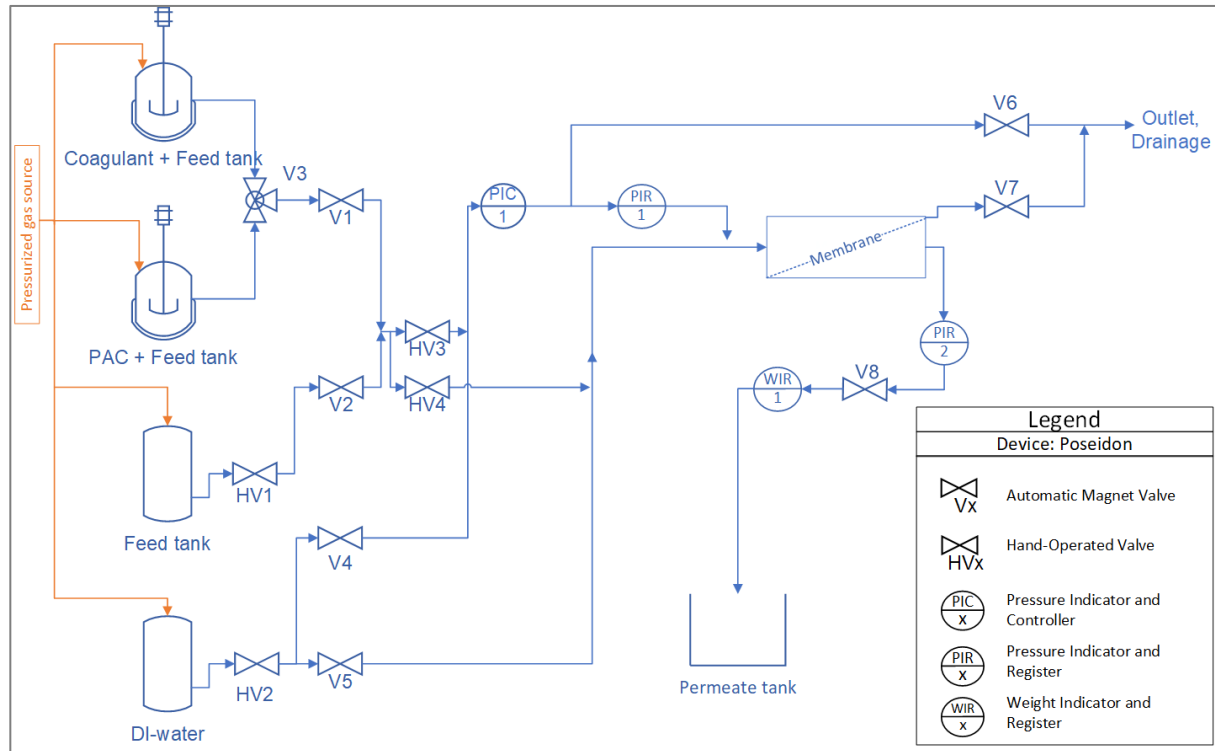 Pressurized gas source
Coagulant + Feed tank
V3
V1
PAC + Feed tank
V2
HV3
HV4
HV1
Feed tank
V4
HV2
V5
DI-water
PIC
1
PIR
1
V6
Outlet,
Drainage
V7
Membrane
PIR
2
V8
WIR
1
Permeate tank
Legend
Device: Poseidon
Vx
Automatic Magnet Valve
HVx
Hand-Operated Valve
PIC
x
Pressure Indicator and
Controller
PIR
x
Pressure Indicator and
Register
WIR
x
Weight Indicator and
Register